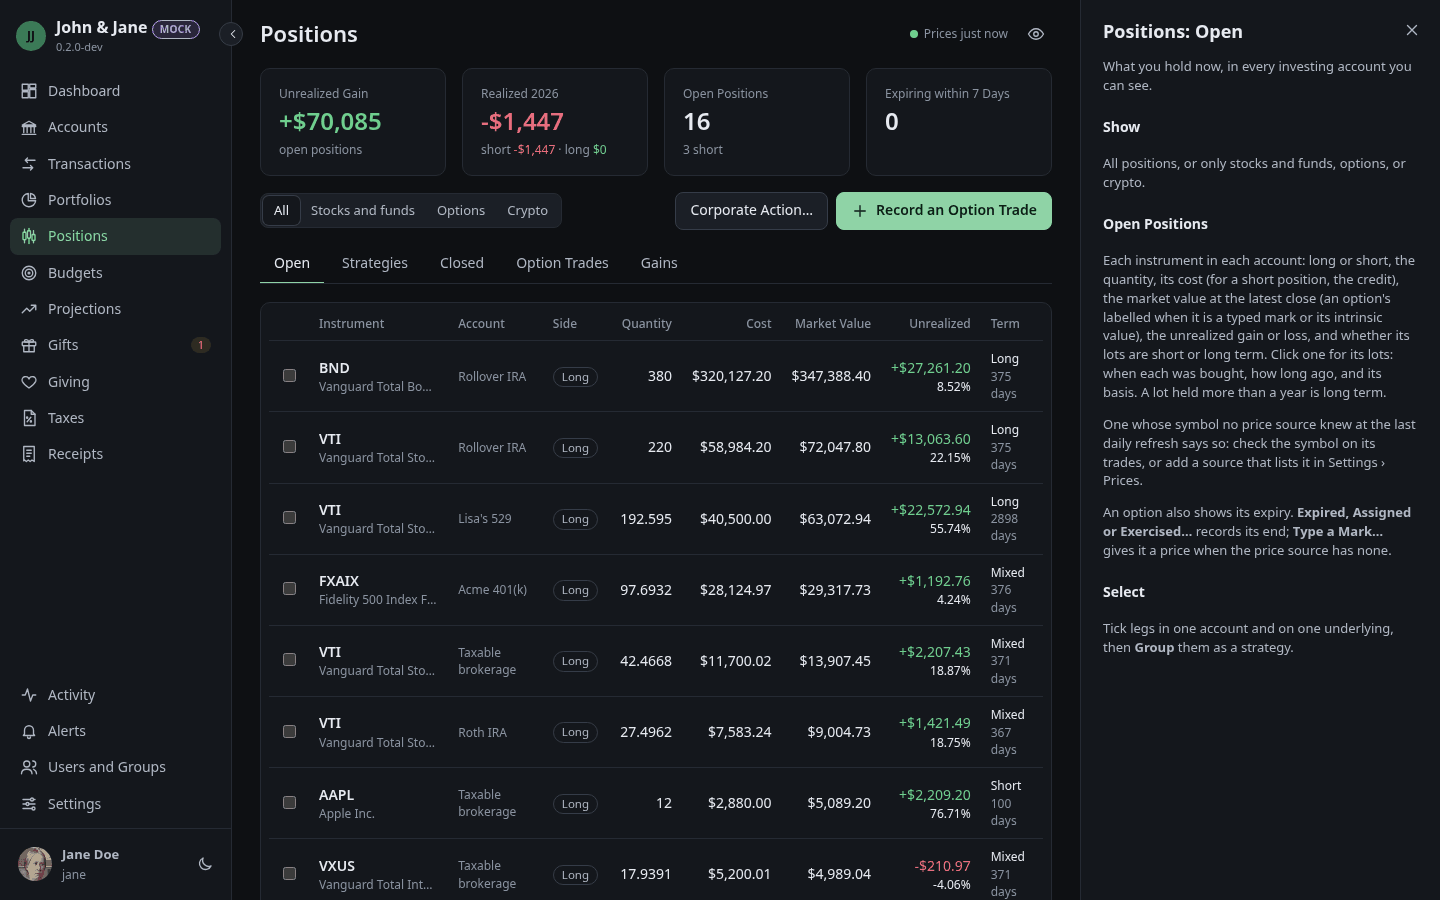 JJ
John & Jane MOCK
0.2.0-dev
Dashboard
Accounts
Transactions
Portfolios
Positions
Budgets
Projections
Gifts 1
Giving
Taxes
Receipts
Activity
Alerts
Users and Groups
Settings
Jane Doe
jane
Positions
Prices just now
Unrealized Gain
+$70,085
open positions
Realized 2026
-$1,447
short -$1,447 · long $0
Open Positions
16
3 short
Expiring within 7 Days
0
All Stocks and funds Options Crypto
Corporate Action...
+ Record an Option Trade
Open Strategies Closed Option Trades Gains
Instrument Account Side Quantity Cost Market Value Unrealized Term
BND
Vanguard Total Bo...
Rollover IRA Long 380 $320,127.20 $347,388.40
+$27,261.20
8.52%
Long
375
days
VTI
Vanguard Total Sto...
Rollover IRA Long 220 $58,984.20 $72,047.80
+$13,063.60
22.15%
Long
375
days
VTI
Vanguard Total Sto...
Lisa's 529 Long 192.595 $40,500.00 $63,072.94
+$22,572.94
55.74%
Long
2898
days
FXAIX
Fidelity 500 Index F...
Acme 401(k) Long 97.6932 $28,124.97 $29,317.73
+$1,192.76
4.24%
Mixed
376
days
VTI
Vanguard Total Sto...
Taxable
brokerage
Long 42.4668 $11,700.02 $13,907.45
+$2,207.43
18.87%
Mixed
371
days
VTI
Vanguard Total Sto...
Roth IRA Long 27.4962 $7,583.24 $9,004.73
+$1,421.49
18.75%
Mixed
367
days
AAPL
Apple Inc.
Taxable
brokerage
Long 12 $2,880.00 $5,089.20
+$2,209.20
76.71%
Short
100
days
VXUS
Vanguard Total Int...
Taxable
brokerage
Long 17.9391 $5,200.01 $4,989.04
-$210.97
-4.06%
Mixed
371
days
Positions: Open
What you hold now, in every investing account you
can see.
Show
All positions, or only stocks and funds, options, or
crypto.
Open Positions
Each instrument in each account: long or short, the
quantity, its cost (for a short position, the credit),
the market value at the latest close (an option's
labelled when it is a typed mark or its intrinsic
value), the unrealized gain or loss, and whether its
lots are short or long term. Click one for its lots:
when each was bought, how long ago, and its
basis. A lot held more than a year is long term.
One whose symbol no price source knew at the last
daily refresh says so: check the symbol on its
trades, or add a source that lists it in Settings ›
Prices.
An option also shows its expiry. Expired, Assigned
or Exercised... records its end; Type a Mark...
gives it a price when the price source has none.
Select
Tick legs in one account and on one underlying,
then Group them as a strategy.